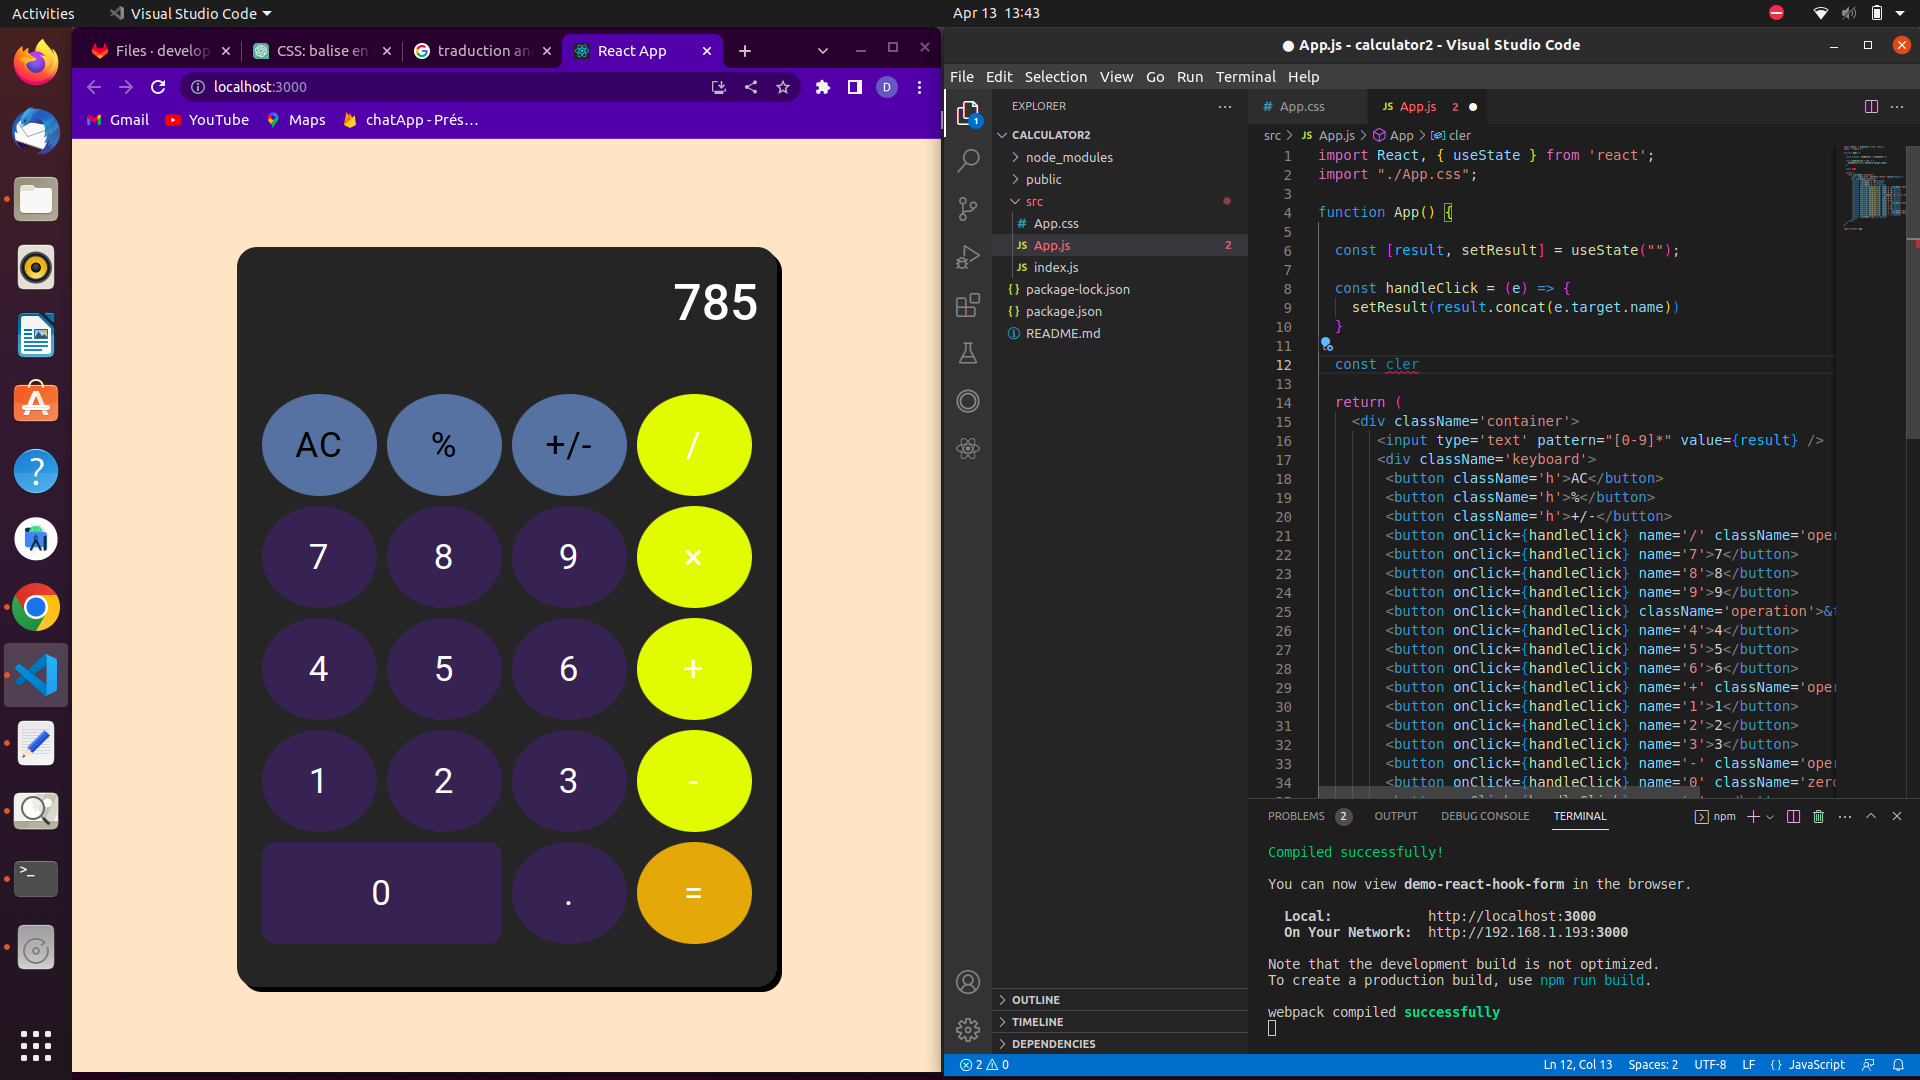 Activities
Visual Studio Code
Apr 13 13:43
Files · develop
CSS: balise en
traduction an
React App
localhost:3000
D
Gmail
YouTube
Maps
chatApp - Prés...
785
AC % +/- /
7 8 9 ×
4 5 6 +
1 2 3 -
0 . =
● App.js - calculator2 - Visual Studio Code
File Edit Selection View Go Run Terminal Help
1
EXPLORER
CALCULATOR2
node_modules
public
src
# App.css
JS App.js 2
JS index.js
{} package-lock.json
{} package.json
README.md
OUTLINE
TIMELINE
DEPENDENCIES
# App.css
JS App.js 2
src > JS App.js > App > cler
1 import React, { useState } from 'react';
2 import "./App.css";
3
4 function App() {
5
6 const [result, setResult] = useState("");
7
8 const handleClick = (e) => {
9 setResult(result.concat(e.target.name))
10 }
11
12 const cler
13
14 return (
15 <div className='container'>
16 <input type='text' pattern="[0-9]*" value={result} />
17 <div className='keyboard'>
18 <button className='h'>AC</button>
19 <button className='h'>%</button>
20 <button className='h'>+/-</button>
21 <button onClick={handleClick} name='/' className='oper
22 <button onClick={handleClick} name='7'>7</button>
23 <button onClick={handleClick} name='8'>8</button>
24 <button onClick={handleClick} name='9'>9</button>
25 <button onClick={handleClick} className='operation'>&t
26 <button onClick={handleClick} name='4'>4</button>
27 <button onClick={handleClick} name='5'>5</button>
28 <button onClick={handleClick} name='6'>6</button>
29 <button onClick={handleClick} name='+' className='oper
30 <button onClick={handleClick} name='1'>1</button>
31 <button onClick={handleClick} name='2'>2</button>
32 <button onClick={handleClick} name='3'>3</button>
33 <button onClick={handleClick} name='-' className='oper
34 <button onClick={handleClick} name='0' className='zero
PROBLEMS 2 OUTPUT DEBUG CONSOLE TERMINAL
npm
Compiled successfully!
You can now view demo-react-hook-form in the browser.
Local: http://localhost:3000
On Your Network: http://192.168.1.193:3000
Note that the development build is not optimized.
To create a production build, use npm run build.
webpack compiled successfully
2 0
Ln 12, Col 13
Spaces: 2
UTF-8
LF
{} JavaScript